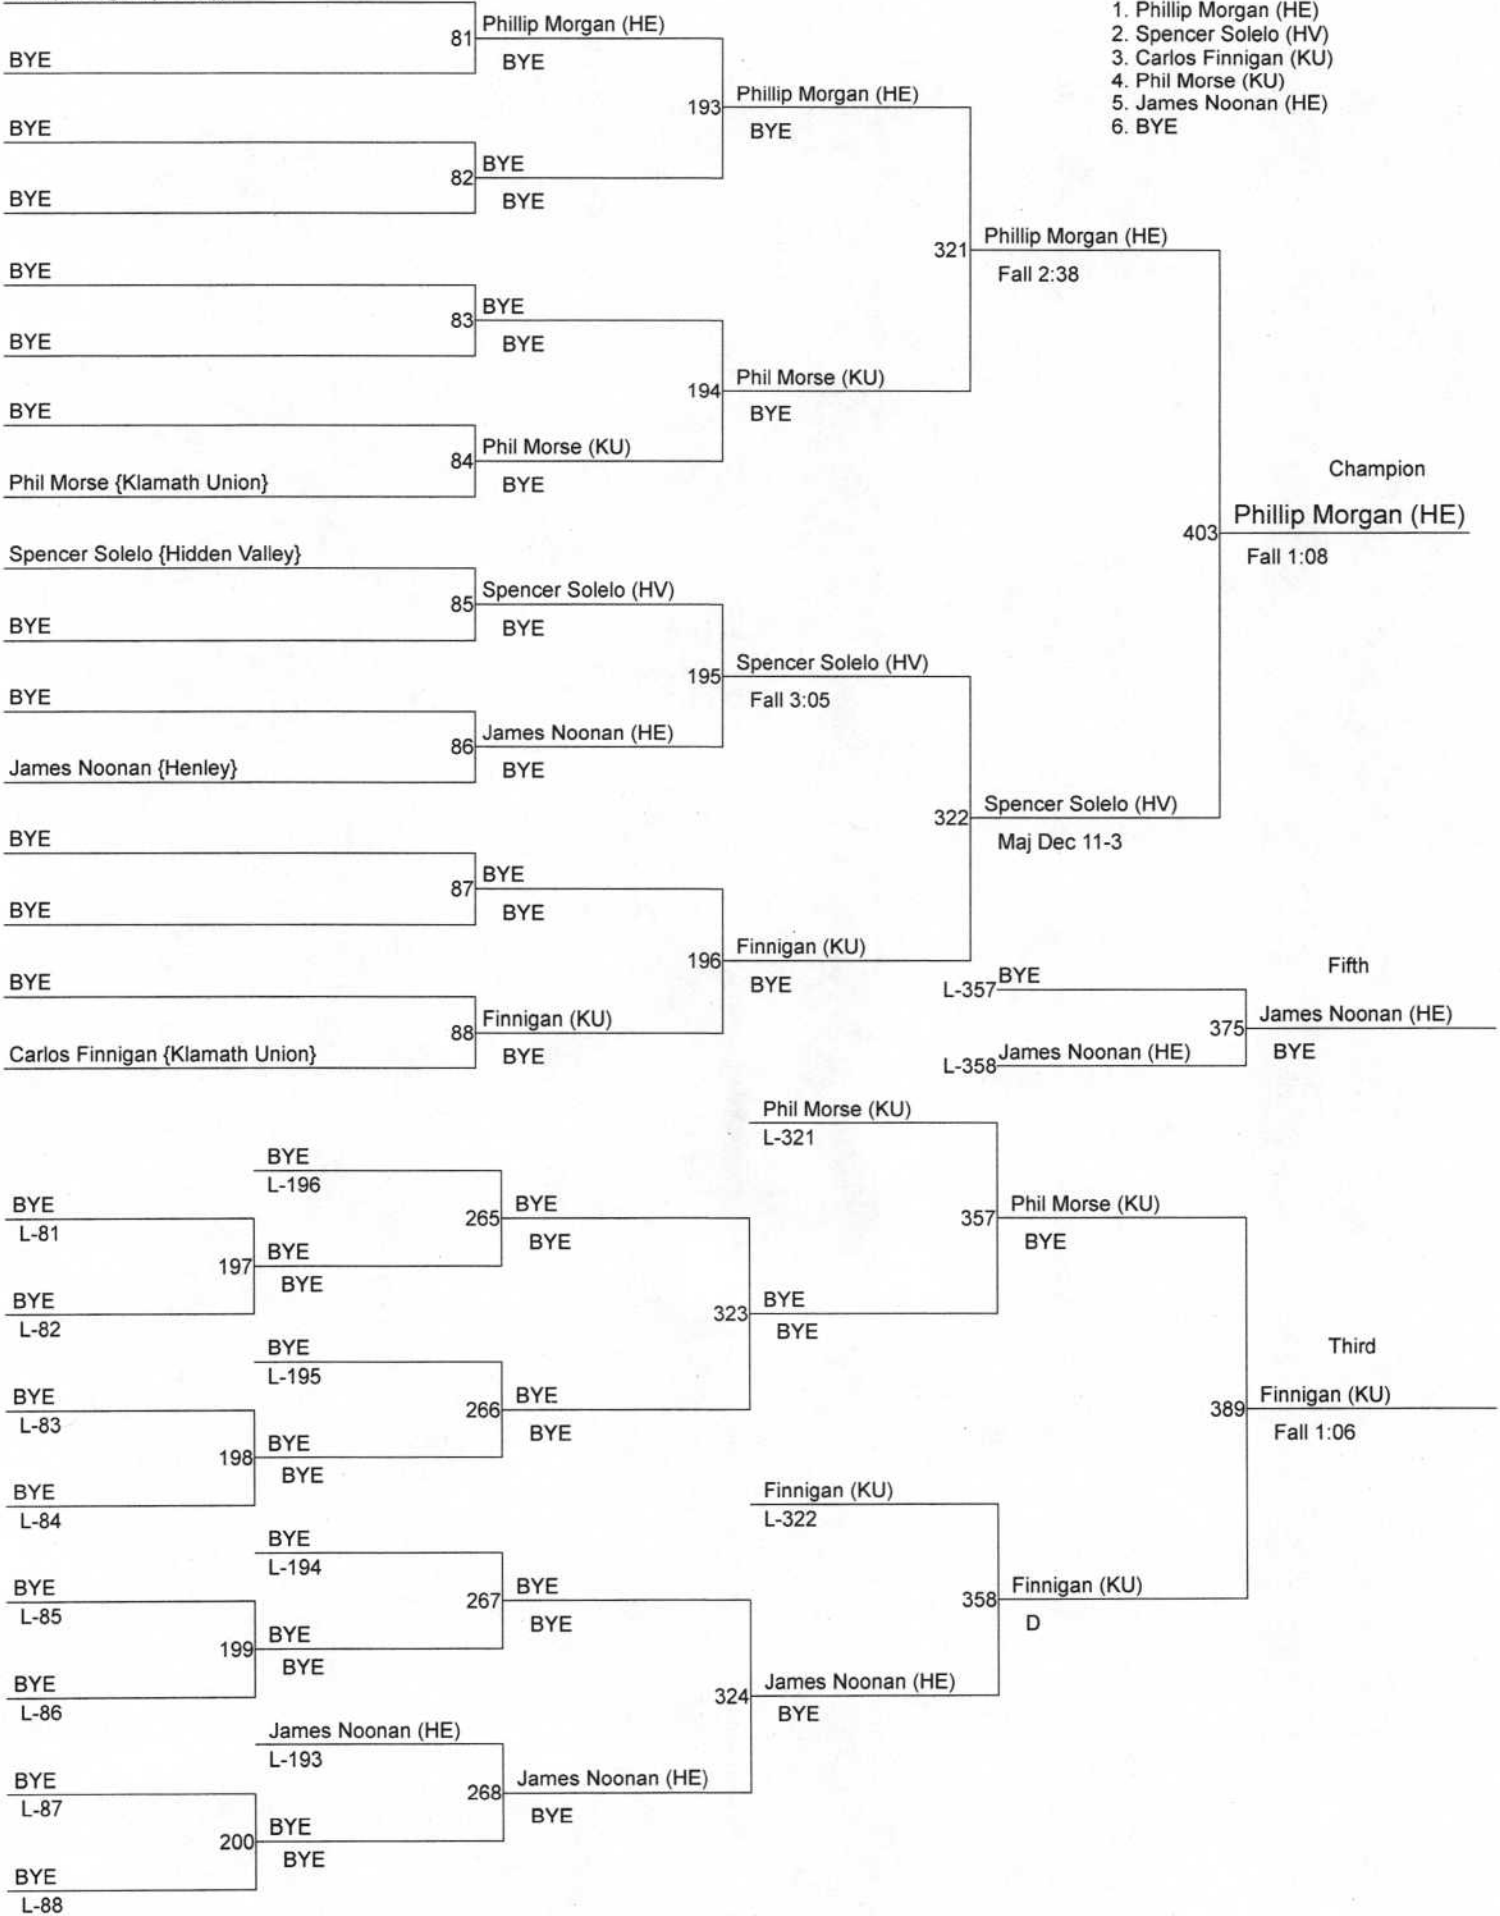 1. Phillip Morgan (HE)
2. Spencer Solelo (HV)
3. Carlos Finnigan (KU)
4. Phil Morse (KU)
5. James Noonan (HE)
6. BYE
81
Phillip Morgan (HE)
BYE
BYE
193
Phillip Morgan (HE)
BYE
BYE
82
BYE
BYE
BYE
321
Phillip Morgan (HE)
Fall 2:38
BYE
83
BYE
BYE
BYE
194
Phil Morse (KU)
BYE
BYE
84
Phil Morse (KU)
BYE
Phil Morse {Klamath Union}
Champion
403
Phillip Morgan (HE)
Fall 1:08
Spencer Solelo {Hidden Valley}
85
Spencer Solelo (HV)
BYE
BYE
195
Spencer Solelo (HV)
Fall 3:05
BYE
86
James Noonan (HE)
BYE
James Noonan {Henley}
322
Spencer Solelo (HV)
Maj Dec 11-3
BYE
87
BYE
BYE
BYE
196
Finnigan (KU)
BYE
BYE
88
Finnigan (KU)
BYE
Carlos Finnigan {Klamath Union}
Fifth
L-357
BYE
375
James Noonan (HE)
BYE
L-358
James Noonan (HE)
Phil Morse (KU)
L-321
BYE
L-196
BYE
L-81
265
BYE
BYE
357
Phil Morse (KU)
BYE
197
BYE
BYE
BYE
L-82
323
BYE
BYE
BYE
L-195
Third
BYE
L-83
266
BYE
BYE
389
Finnigan (KU)
Fall 1:06
198
BYE
BYE
BYE
L-84
Finnigan (KU)
L-322
BYE
L-194
BYE
L-85
267
BYE
BYE
358
Finnigan (KU)
D
199
BYE
BYE
BYE
L-86
324
James Noonan (HE)
BYE
James Noonan (HE)
L-193
BYE
L-87
268
James Noonan (HE)
BYE
200
BYE
BYE
BYE
L-88